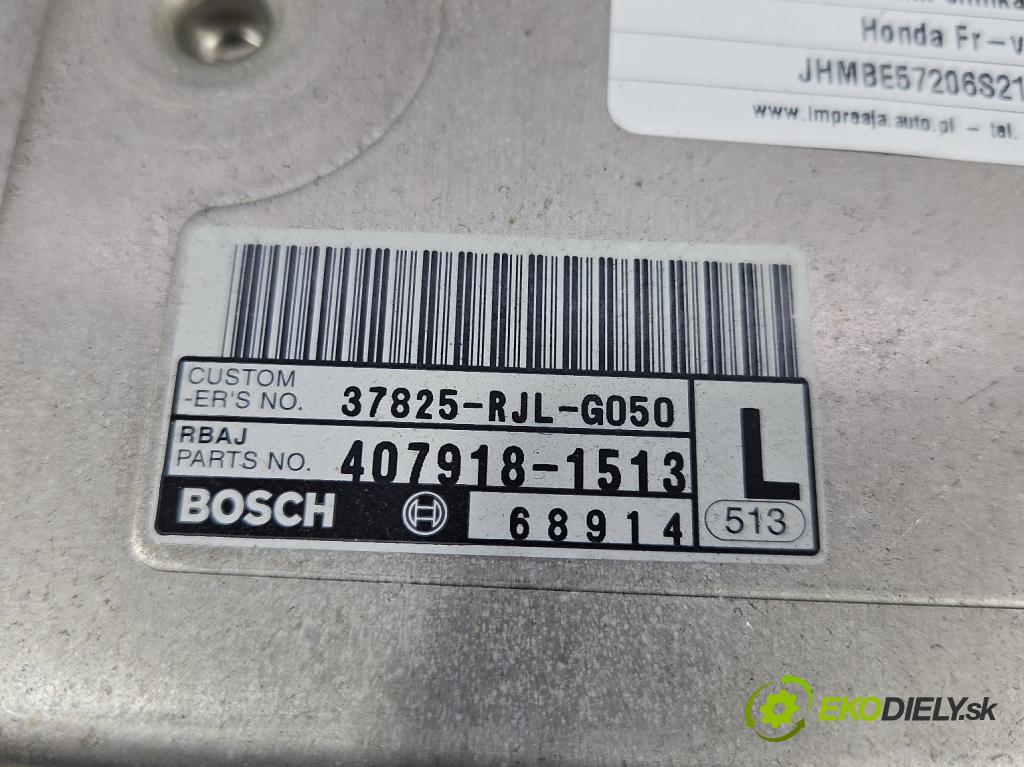 Honda Fr-v
JHMBE57206S21
www.impresja.auto.pl - tel.
CUSTOM
-ER'S NO. 37825-RJL-G050
L
RBAJ
PARTS NO. 407918-1513
BOSCH 68914 513
EKODIELY.sk